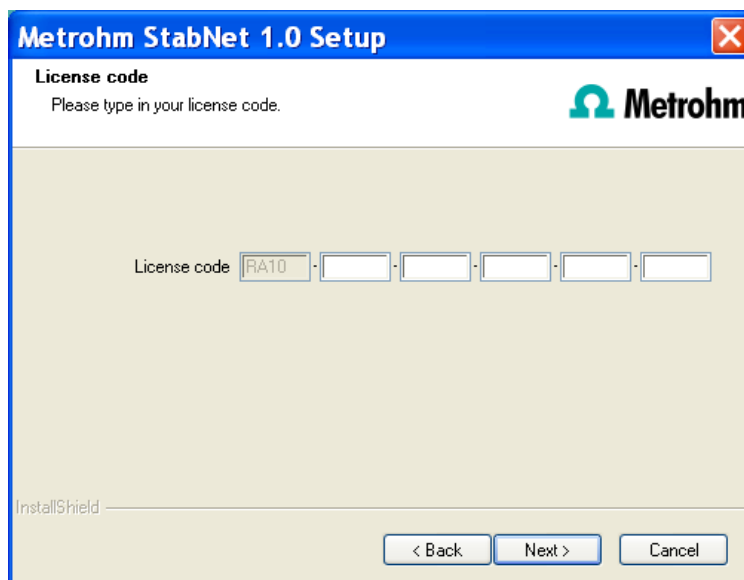 Metrohm StabNet 1.0 Setup
License code
Please type in your license code.
Metrohm
License code RA10 - - - - -
InstallShield
< Back Next > Cancel